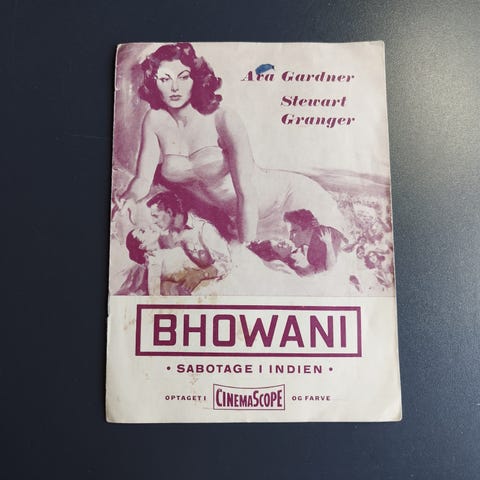 Ava Gardner
Stewart
Granger
BHOWANI
• SABOTAGE I INDIEN •
OPTAGET I CINEMASCOPE OG FARVE